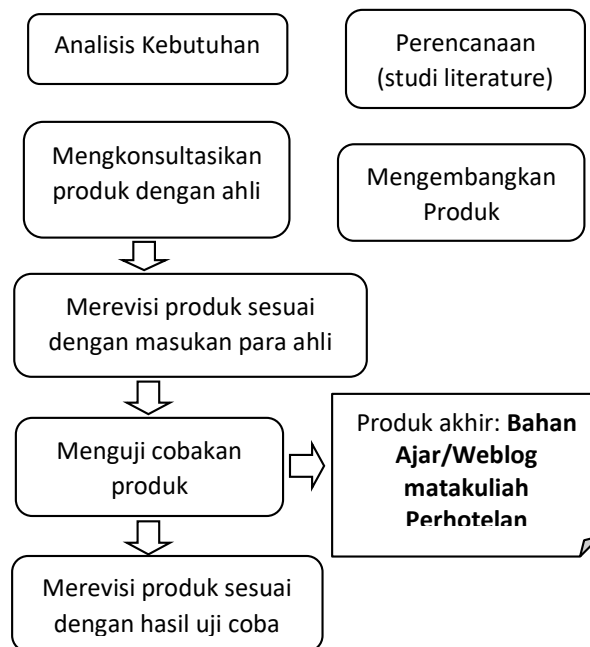 Analisis Kebutuhan
Perencanaan
(studi literature)
Mengkonsultasikan
produk dengan ahli
Mengembangkan
Produk
Merevisi produk sesuai
dengan masukan para ahli
Menguji cobakan
produk
Produk akhir: Bahan
Ajar/Weblog
matakuliah
Perhotelan
Merevisi produk sesuai
dengan hasil uji coba